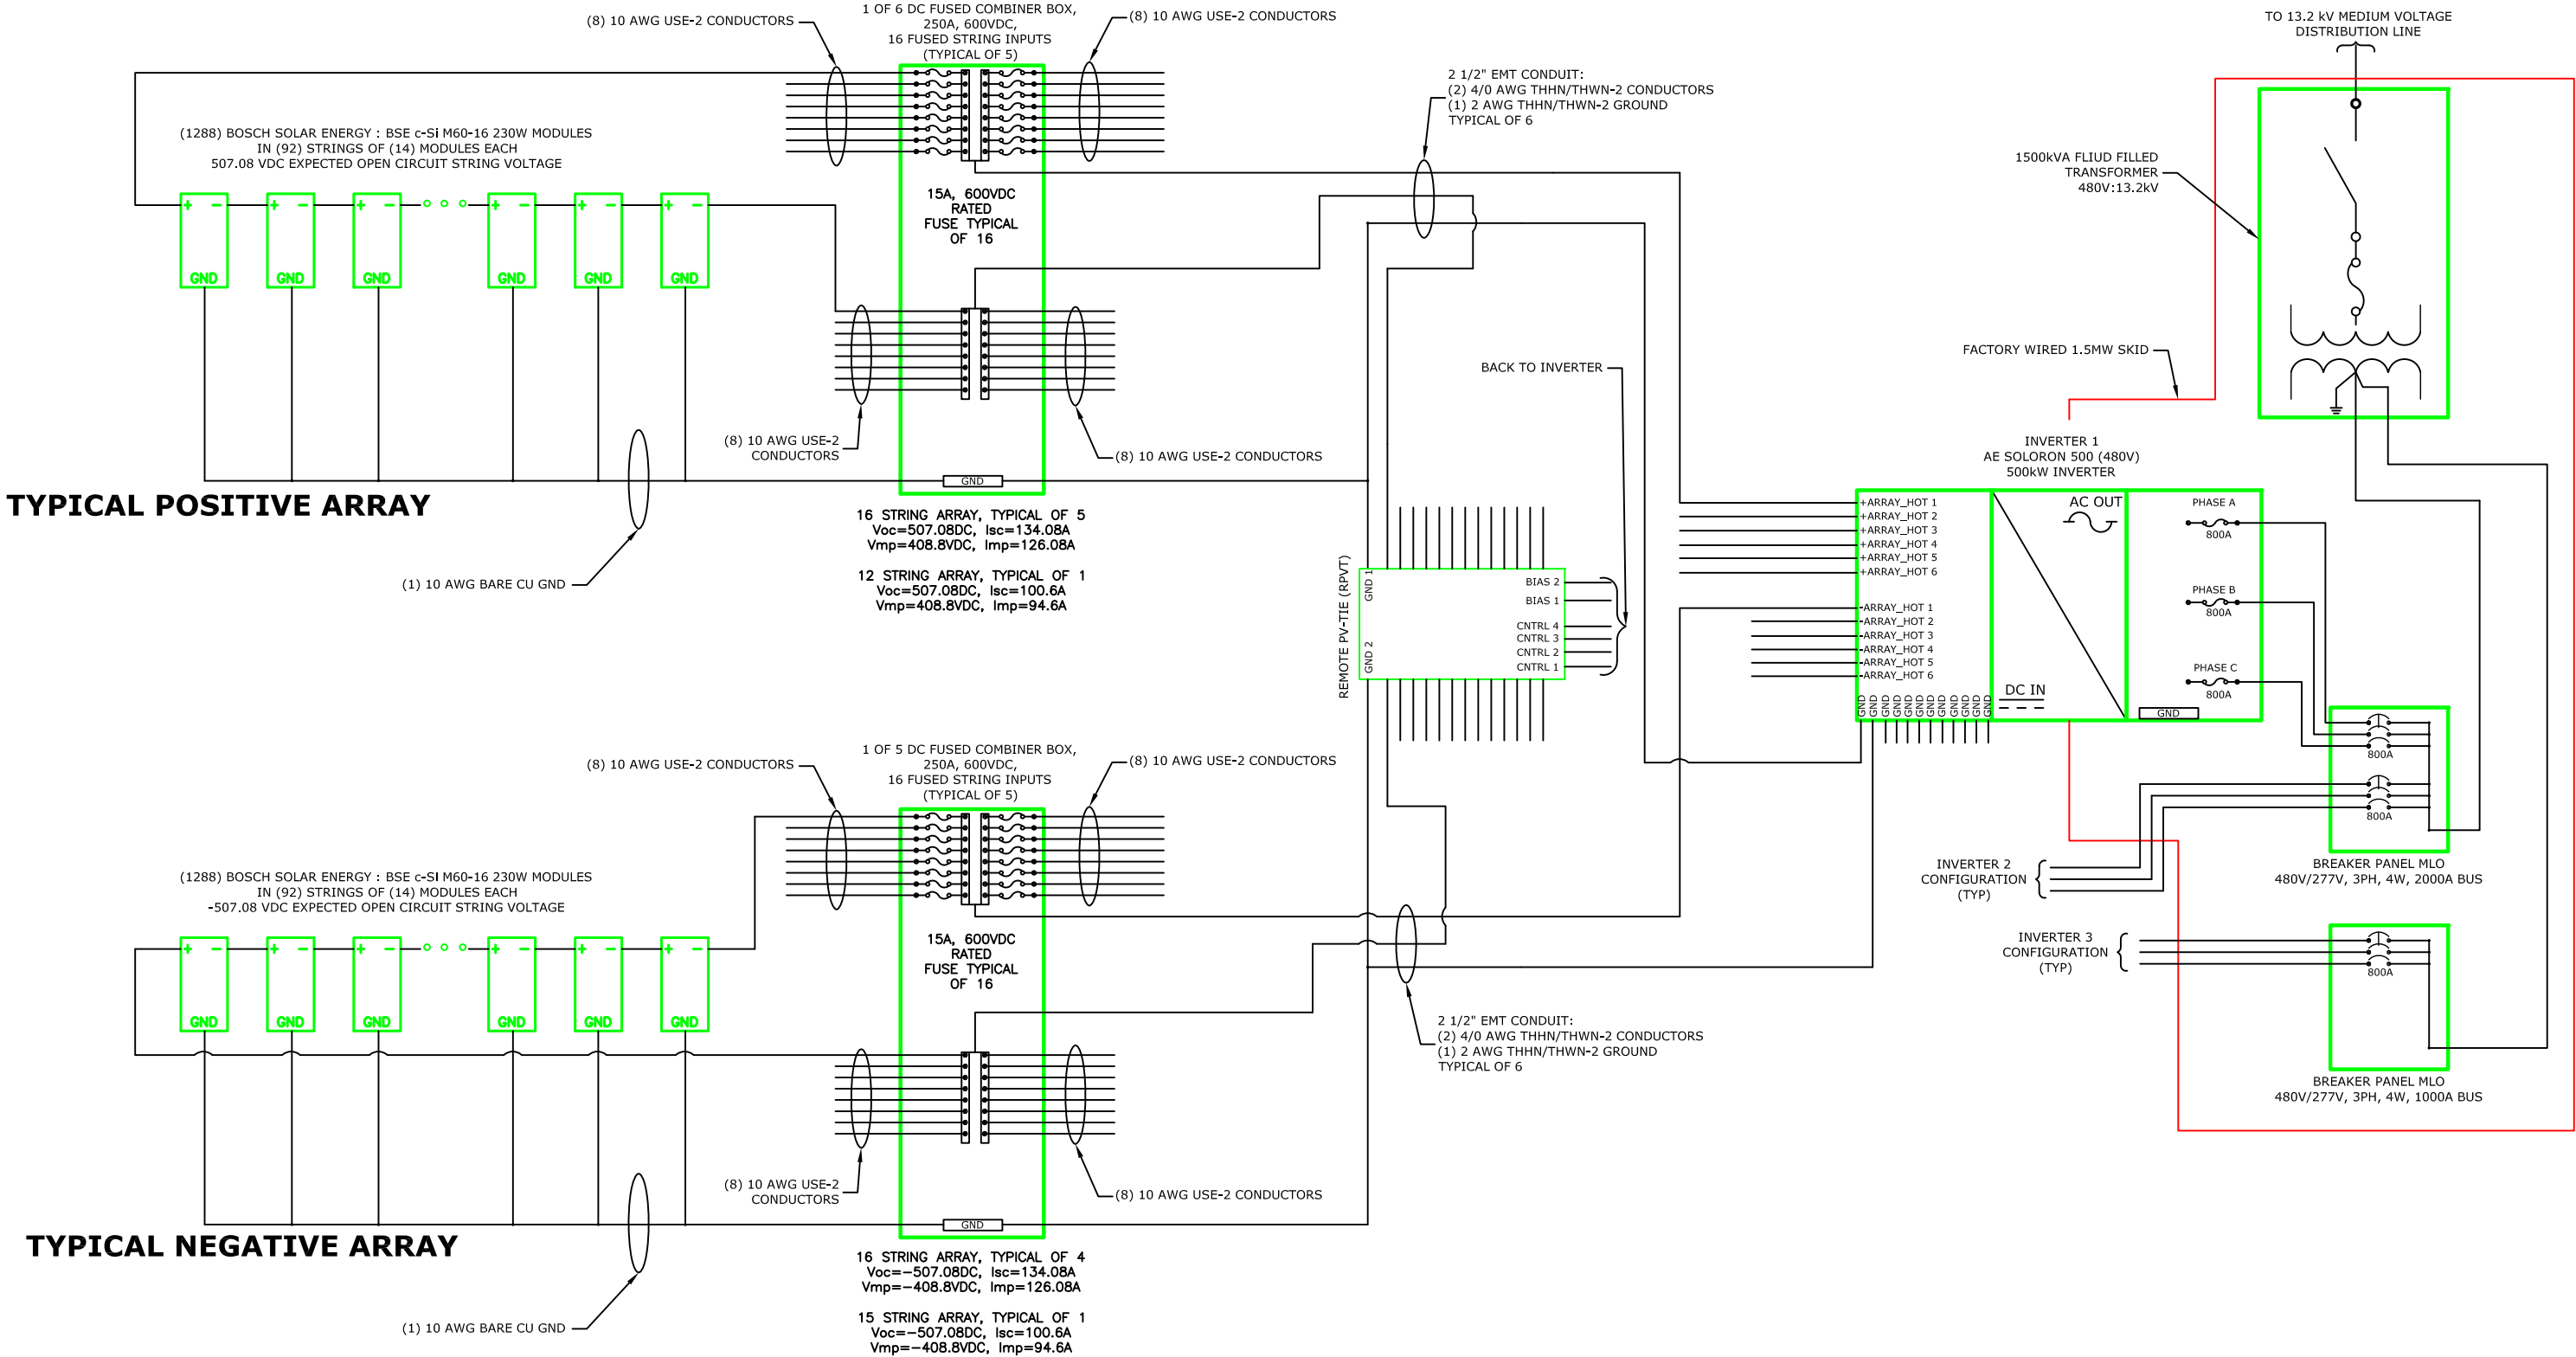 (8) 10 AWG USE-2 CONDUCTORS
1 OF 6 DC FUSED COMBINER BOX,
250A, 600VDC,
16 FUSED STRING INPUTS
(TYPICAL OF 5)
(8) 10 AWG USE-2 CONDUCTORS
(1288) BOSCH SOLAR ENERGY : BSE c-Si M60-16 230W MODULES
IN (92) STRINGS OF (14) MODULES EACH
507.08 VDC EXPECTED OPEN CIRCUIT STRING VOLTAGE
+ - + - + - + - + - + -
GND GND GND GND GND GND
15A, 600VDC
RATED
FUSE TYPICAL
OF 16
(8) 10 AWG USE-2
CONDUCTORS
(8) 10 AWG USE-2 CONDUCTORS
GND
TYPICAL POSITIVE ARRAY
(1) 10 AWG BARE CU GND
16 STRING ARRAY, TYPICAL OF 5
Voc=507.08DC, Isc=134.08A
Vmp=408.8VDC, Imp=126.08A
12 STRING ARRAY, TYPICAL OF 1
Voc=507.08DC, Isc=100.6A
Vmp=408.8VDC, Imp=94.6A
2 1/2" EMT CONDUIT:
(2) 4/0 AWG THHN/THWN-2 CONDUCTORS
(1) 2 AWG THHN/THWN-2 GROUND
TYPICAL OF 6
BACK TO INVERTER
REMOTE PV-TIE (RPVT)
GND 1
GND 2
BIAS 2
BIAS 1
CNTRL 4
CNTRL 3
CNTRL 2
CNTRL 1
TO 13.2 kV MEDIUM VOLTAGE
DISTRIBUTION LINE
1500kVA FLIUD FILLED
TRANSFORMER
480V:13.2kV
FACTORY WIRED 1.5MW SKID
INVERTER 1
AE SOLORON 500 (480V)
500kW INVERTER
+ARRAY_HOT 1
+ARRAY_HOT 2
+ARRAY_HOT 3
+ARRAY_HOT 4
+ARRAY_HOT 5
+ARRAY_HOT 6
-ARRAY_HOT 1
-ARRAY_HOT 2
-ARRAY_HOT 3
-ARRAY_HOT 4
-ARRAY_HOT 5
-ARRAY_HOT 6
GND GND GND GND GND GND GND GND GND GND GND GND
AC OUT
DC IN
PHASE A
800A
PHASE B
800A
PHASE C
800A
GND
800A
800A
BREAKER PANEL MLO
480V/277V, 3PH, 4W, 2000A BUS
INVERTER 2
CONFIGURATION
(TYP)
INVERTER 3
CONFIGURATION
(TYP)
800A
BREAKER PANEL MLO
480V/277V, 3PH, 4W, 1000A BUS
(8) 10 AWG USE-2 CONDUCTORS
1 OF 5 DC FUSED COMBINER BOX,
250A, 600VDC,
16 FUSED STRING INPUTS
(TYPICAL OF 5)
(8) 10 AWG USE-2 CONDUCTORS
(1288) BOSCH SOLAR ENERGY : BSE c-Si M60-16 230W MODULES
IN (92) STRINGS OF (14) MODULES EACH
-507.08 VDC EXPECTED OPEN CIRCUIT STRING VOLTAGE
+ - + - + - + - + - + -
GND GND GND GND GND GND
15A, 600VDC
RATED
FUSE TYPICAL
OF 16
2 1/2" EMT CONDUIT:
(2) 4/0 AWG THHN/THWN-2 CONDUCTORS
(1) 2 AWG THHN/THWN-2 GROUND
TYPICAL OF 6
(8) 10 AWG USE-2
CONDUCTORS
(8) 10 AWG USE-2 CONDUCTORS
GND
TYPICAL NEGATIVE ARRAY
(1) 10 AWG BARE CU GND
16 STRING ARRAY, TYPICAL OF 4
Voc=-507.08DC, Isc=134.08A
Vmp=-408.8VDC, Imp=126.08A
15 STRING ARRAY, TYPICAL OF 1
Voc=-507.08DC, Isc=100.6A
Vmp=-408.8VDC, Imp=94.6A